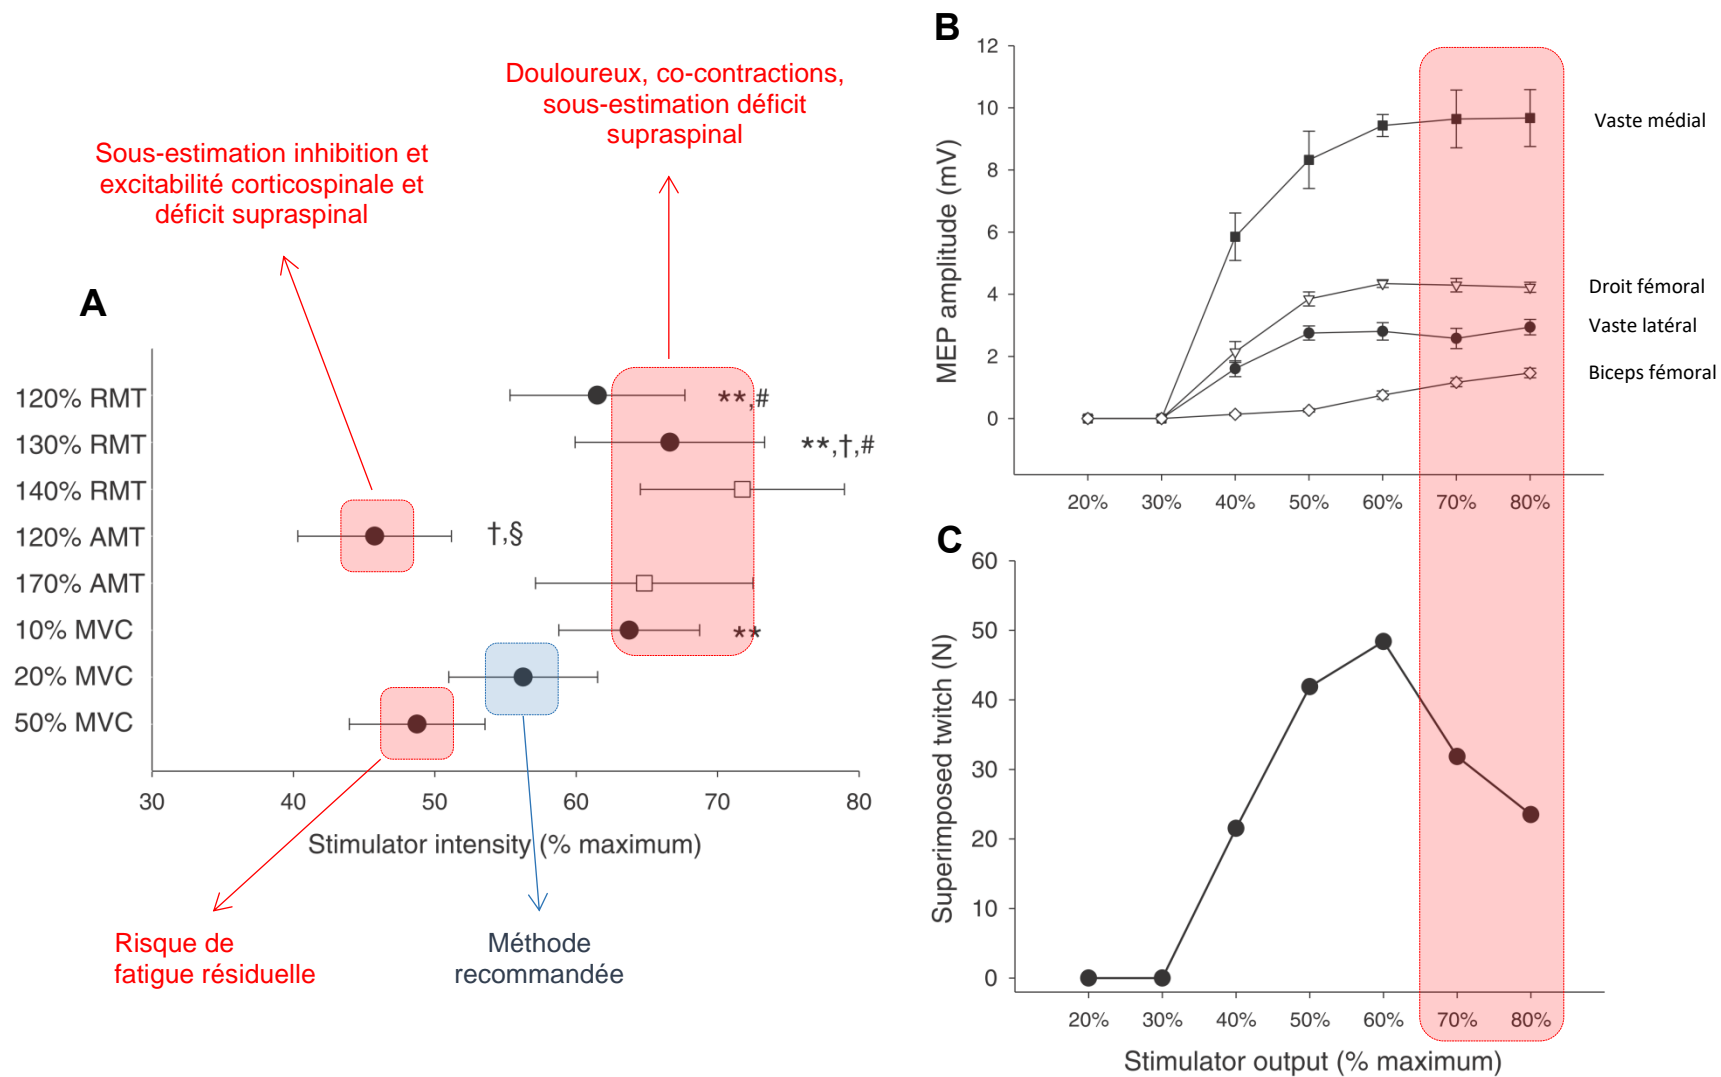 Douloureux, co-contractions,
sous-estimation déficit
supraspinal
Sous-estimation inhibition et
excitabilité corticospinale et
déficit supraspinal
A
120% RMT
**,#
130% RMT
**,†,#
140% RMT
120% AMT
†,§
170% AMT
10% MVC
**
20% MVC
50% MVC
30 40 50 60 70 80
Stimulator intensity (% maximum)
Risque de
fatigue résiduelle
Méthode
recommandée
B
MEP amplitude (mV)
12
10
8
6
4
2
0
Vaste médial
Droit fémoral
Vaste latéral
Biceps fémoral
20% 30% 40% 50% 60% 70% 80%
C
Superimposed twitch (N)
60
50
40
30
20
10
0
20% 30% 40% 50% 60% 70% 80%
Stimulator output (% maximum)